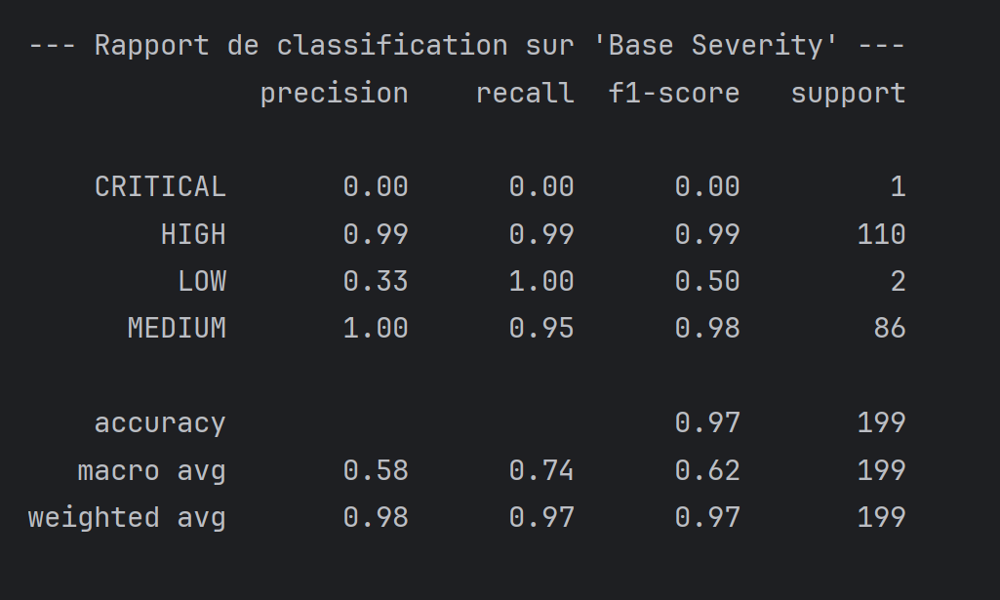 --- Rapport de classification sur 'Base Severity' ---
              precision    recall  f1-score   support

    CRITICAL       0.00      0.00      0.00         1
        HIGH       0.99      0.99      0.99       110
         LOW       0.33      1.00      0.50         2
      MEDIUM       1.00      0.95      0.98        86

    accuracy                           0.97       199
   macro avg       0.58      0.74      0.62       199
weighted avg       0.98      0.97      0.97       199